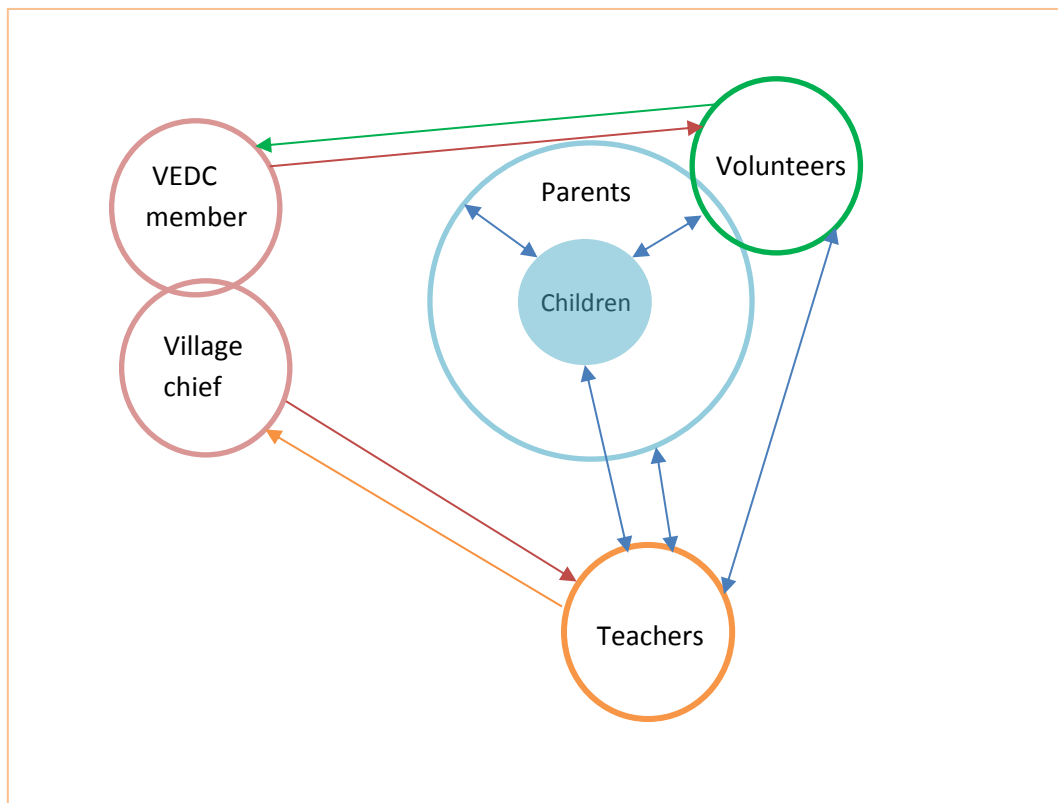 VEDC
member
Volunteers
Parents
Children
Village
chief
Teachers